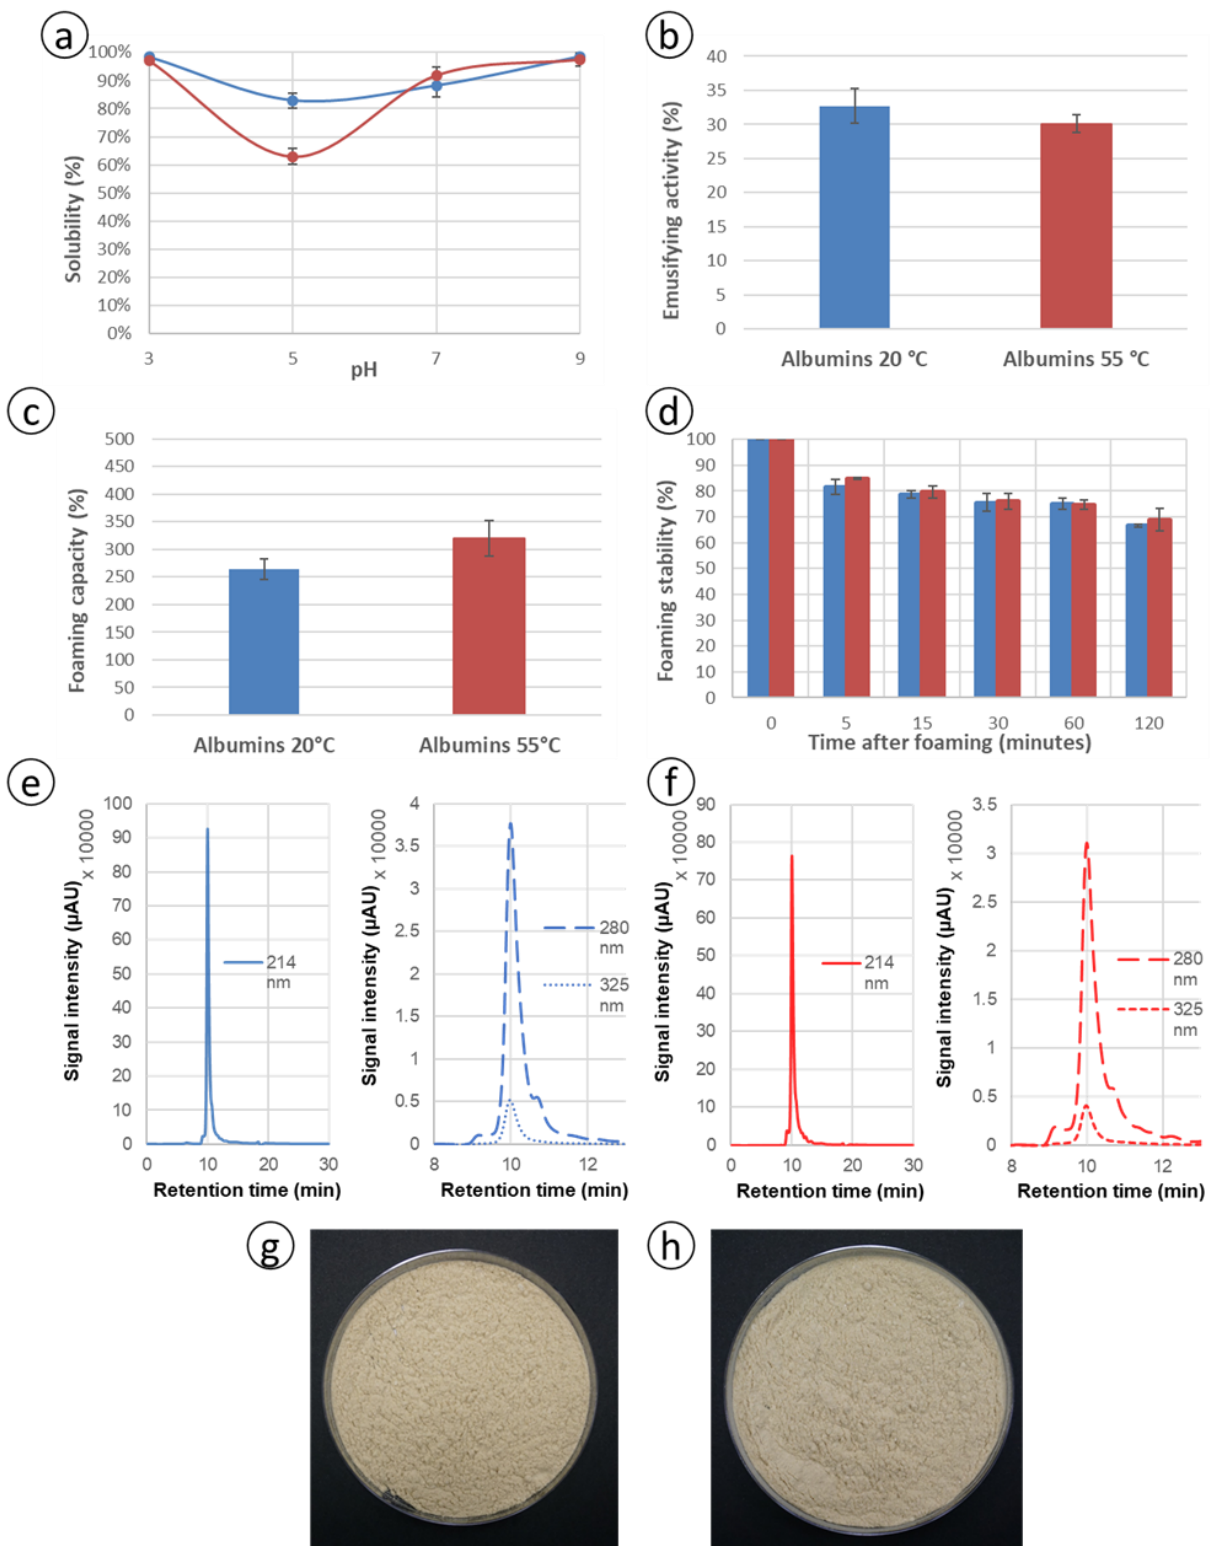 a
100%
90%
80%
70%
60%
50%
40%
30%
20%
10%
0%
Solubility (%)
3 5 7 9
pH
b
40
35
30
25
20
15
10
5
0
Emusifying activity (%)
Albumins 20 °C Albumins 55 °C
c
500
450
400
350
300
250
200
150
100
50
0
Foaming capacity (%)
Albumins 20°C Albumins 55°C
d
100
90
80
70
60
50
40
30
20
10
0
Foaming stability (%)
0 5 15 30 60 120
Time after foaming (minutes)
e
100
90
80
70
60
50
40
30
20
10
0
Signal intensity (µAU)
x 10000
214
nm
0 10 20 30
Retention time (min)
4
3.5
3
2.5
2
1.5
1
0.5
0
Signal intensity (µAU)
x 10000
280
nm
325
nm
8 10 12
Retention time (min)
f
90
80
70
60
50
40
30
20
10
0
Signal intensity (µAU)
x 10000
214
nm
0 10 20 30
Retention time (min)
3.5
3
2.5
2
1.5
1
0.5
0
Signal intensity (µAU)
x 10000
280
nm
325
nm
8 10 12
Retention time (min)
g
h